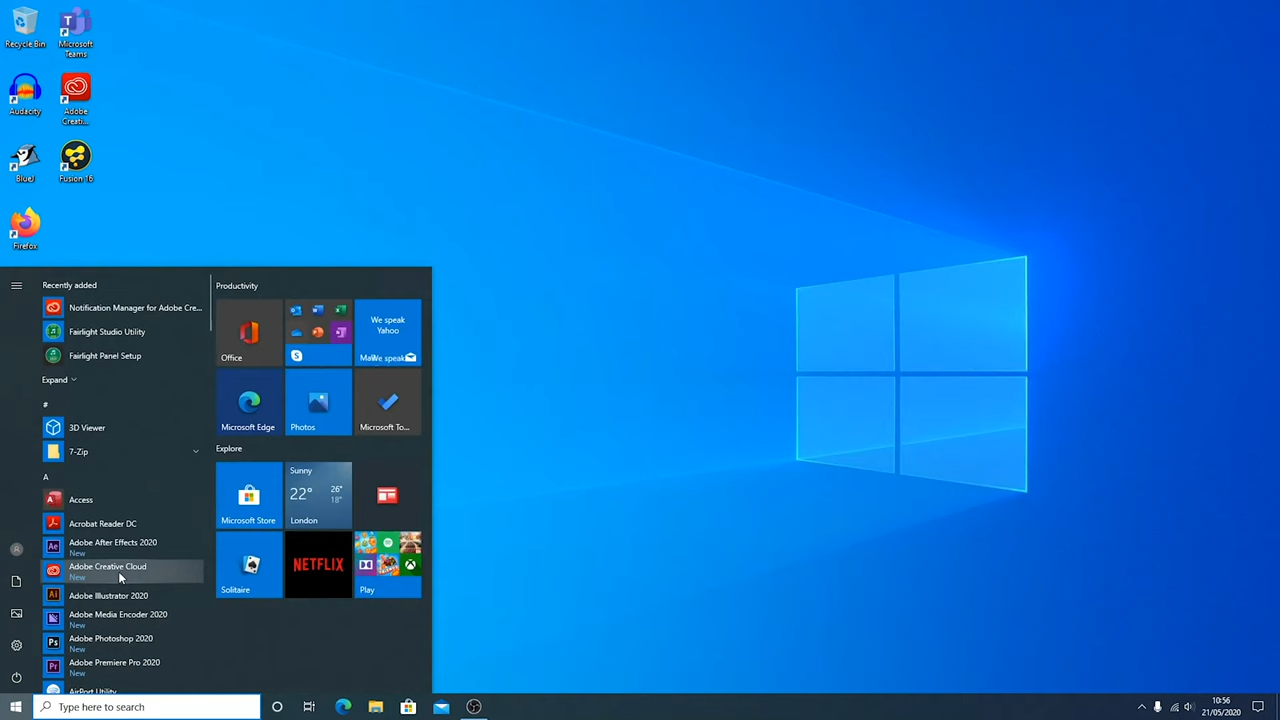 Recycle Bin
Microsoft
Teams
Audacity
Adobe
Creati...
BlueJ
Fusion 16
Firefox
Recently added
Notification Manager for Adobe Cre...
Fairlight Studio Utility
Fairlight Panel Setup
Expand
#
3D Viewer
7-Zip
A
Access
Acrobat Reader DC
Adobe After Effects 2020
New
Adobe Creative Cloud
New
Adobe Illustrator 2020
Adobe Media Encoder 2020
New
Adobe Photoshop 2020
New
Adobe Premiere Pro 2020
New
AirPort Utility
Productivity
Office
We speak
Yahoo
Microsoft Edge
Photos
Microsoft To...
Explore
Microsoft Store
Sunny
22° 26°
18°
London
Solitaire
NETFLIX
Play
Type here to search
10:56
21/05/2020